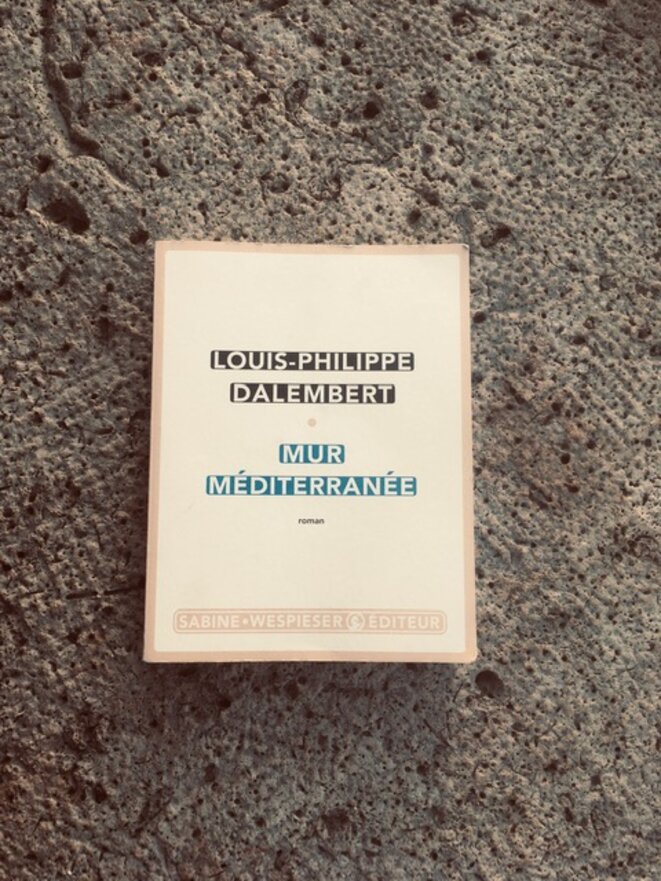 LOUIS-PHILIPPE
DALEMBERT
MUR
MÉDITERRANÉE
roman
SABINE • WESPIESER ÉDITEUR